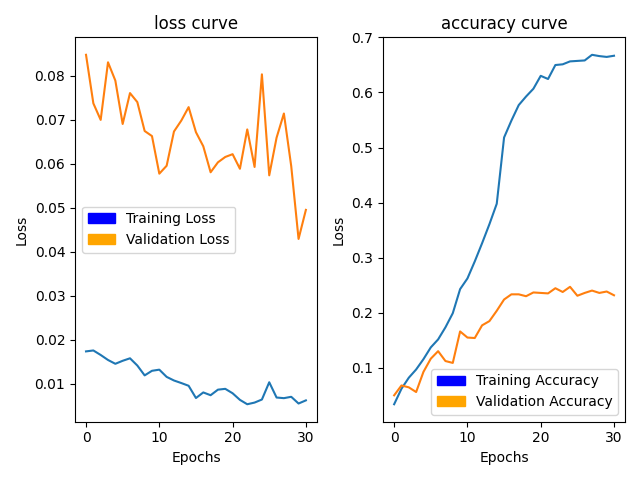 loss curve
0.08
0.07
0.06
0.05
0.04
0.03
0.02
0.01
Loss
Training Loss
Validation Loss
0 10 20 30
Epochs
accuracy curve
0.7
0.6
0.5
0.4
0.3
0.2
0.1
Loss
Training Accuracy
Validation Accuracy
0 10 20 30
Epochs